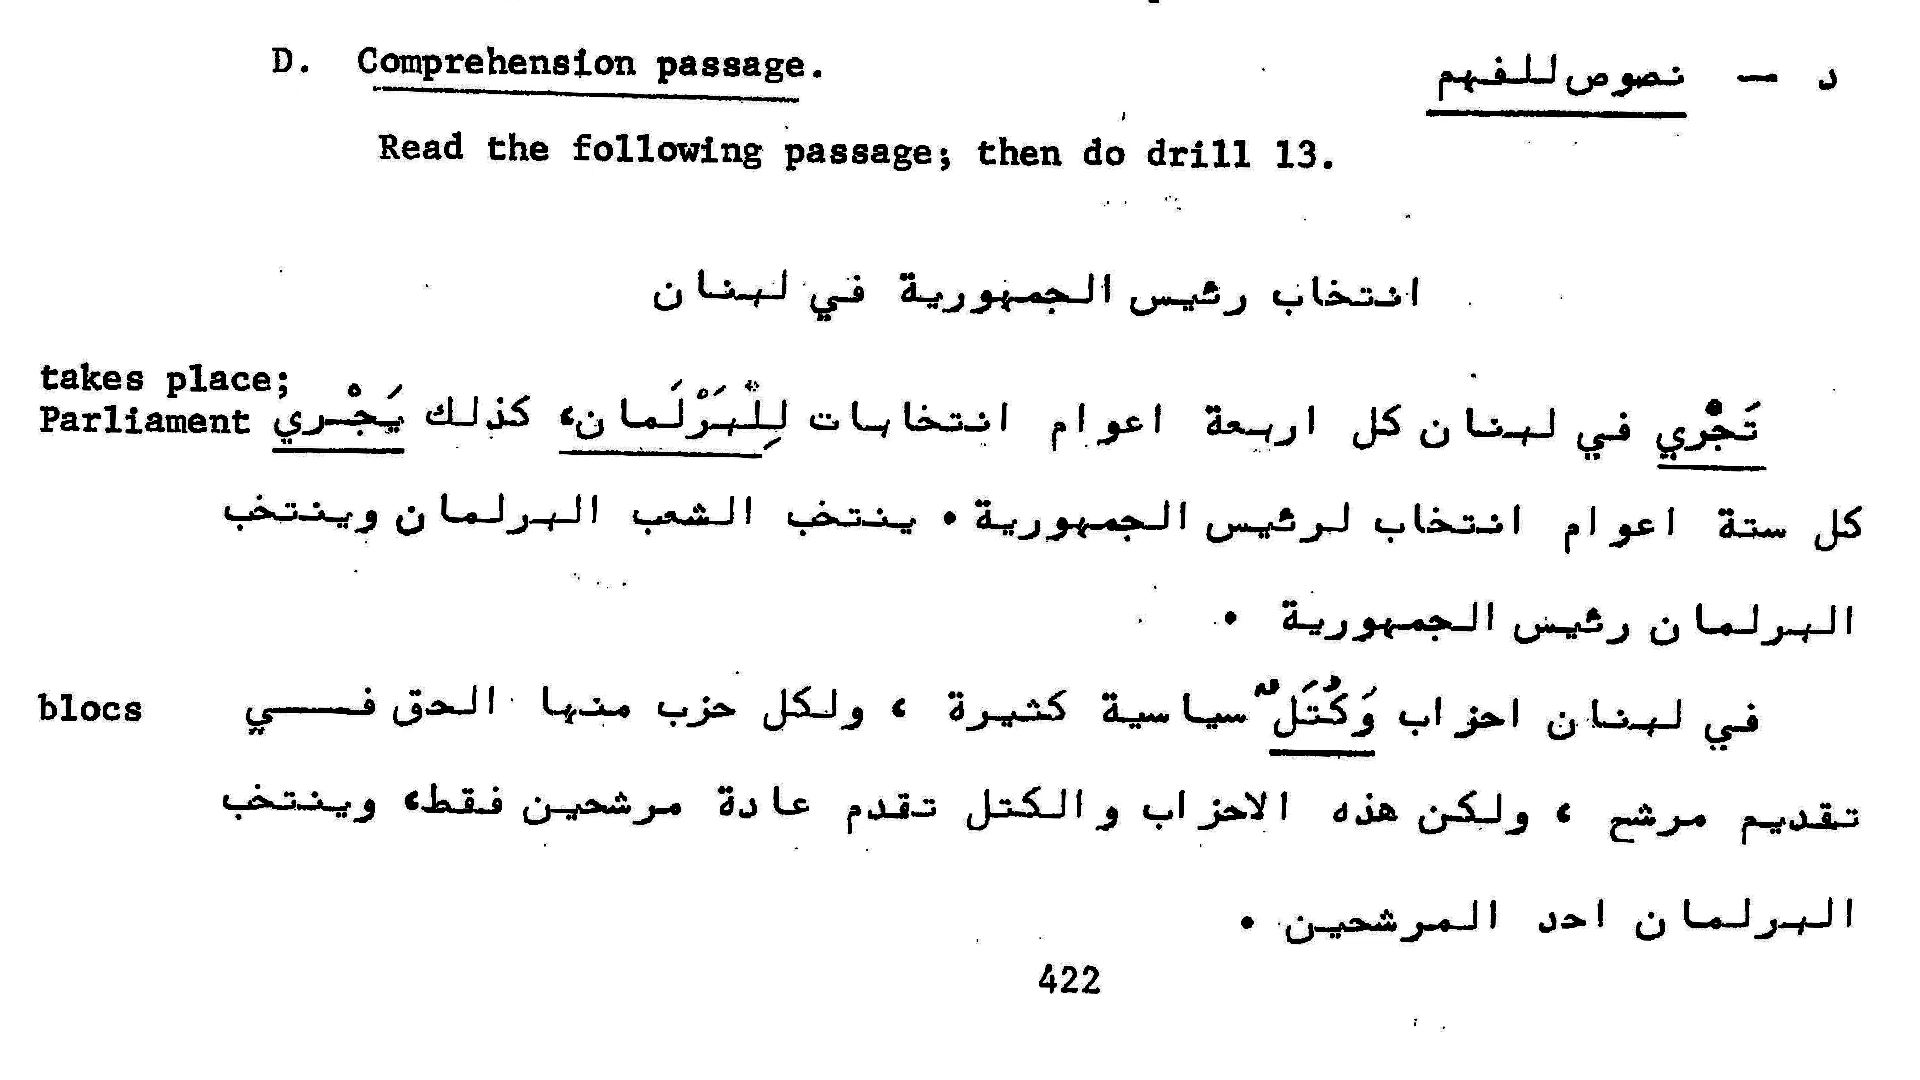 D. Comprehension passage. د — نصوص للفهم
Read the following passage; then do drill 13.
انتخاب رئيس الجمهورية في لبنان
takes place;
Parliament تَجْري في لبنان كل اربعة اعوام انتخابات لِلْبَرْلَمان، كذلك يَجْري
كل ستة اعوام انتخاب لرئيس الجمهورية . ينتخب الشعب البرلمان وينتخب
البرلمان رئيس الجمهورية .
blocs في لبنان احزاب وَكُتَلٌ سياسية كثيرة ، ولكل حزب منها الحق فـــي
تقديم مرشح ، ولكن هذه الاحزاب والكتل تقدم عادة مرشحين فقط، وينتخب
البرلمان احد المرشحين .
422